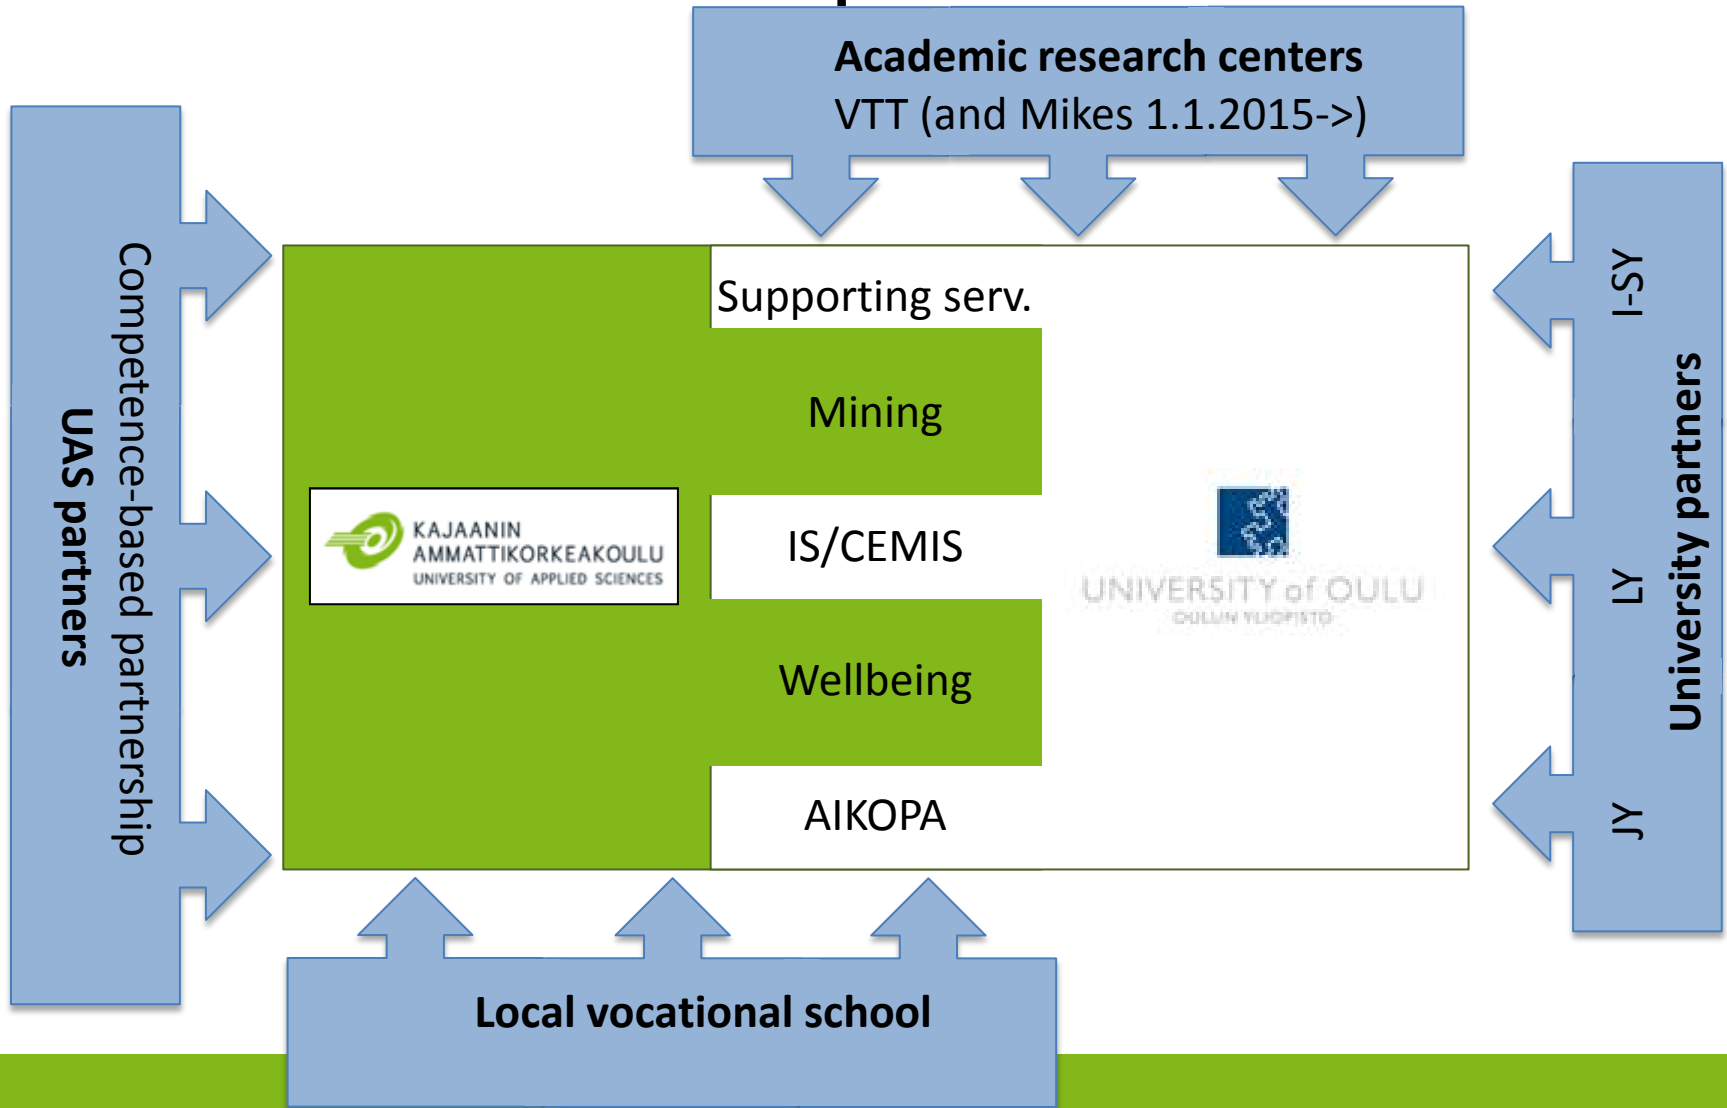 Academic research centers
VTT (and Mikes 1.1.2015->)
UAS partners
Competence-based partnership
Supporting serv.
Mining
IS/CEMIS
Wellbeing
AIKOPA
KAJAANIN
AMMATTIKORKEAKOULU
UNIVERSITY OF APPLIED SCIENCES
UNIVERSITY of OULU
OULUN YLIOPISTO
I-SY
LY
JY
University partners
Local vocational school